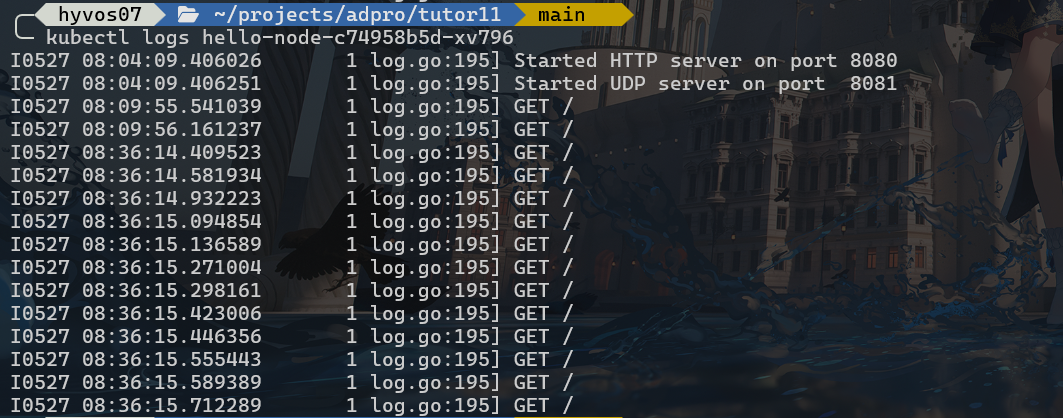 hyvos07 ~/projects/adpro/tutor11 main
kubectl logs hello-node-c74958b5d-xv796
I0527 08:04:09.406026       1 log.go:195] Started HTTP server on port 8080
I0527 08:04:09.406251       1 log.go:195] Started UDP server on port  8081
I0527 08:09:55.541039       1 log.go:195] GET /
I0527 08:09:56.161237       1 log.go:195] GET /
I0527 08:36:14.409523       1 log.go:195] GET /
I0527 08:36:14.581934       1 log.go:195] GET /
I0527 08:36:14.932223       1 log.go:195] GET /
I0527 08:36:15.094854       1 log.go:195] GET /
I0527 08:36:15.136589       1 log.go:195] GET /
I0527 08:36:15.271004       1 log.go:195] GET /
I0527 08:36:15.298161       1 log.go:195] GET /
I0527 08:36:15.423006       1 log.go:195] GET /
I0527 08:36:15.446356       1 log.go:195] GET /
I0527 08:36:15.555443       1 log.go:195] GET /
I0527 08:36:15.589389       1 log.go:195] GET /
I0527 08:36:15.712289       1 log.go:195] GET /